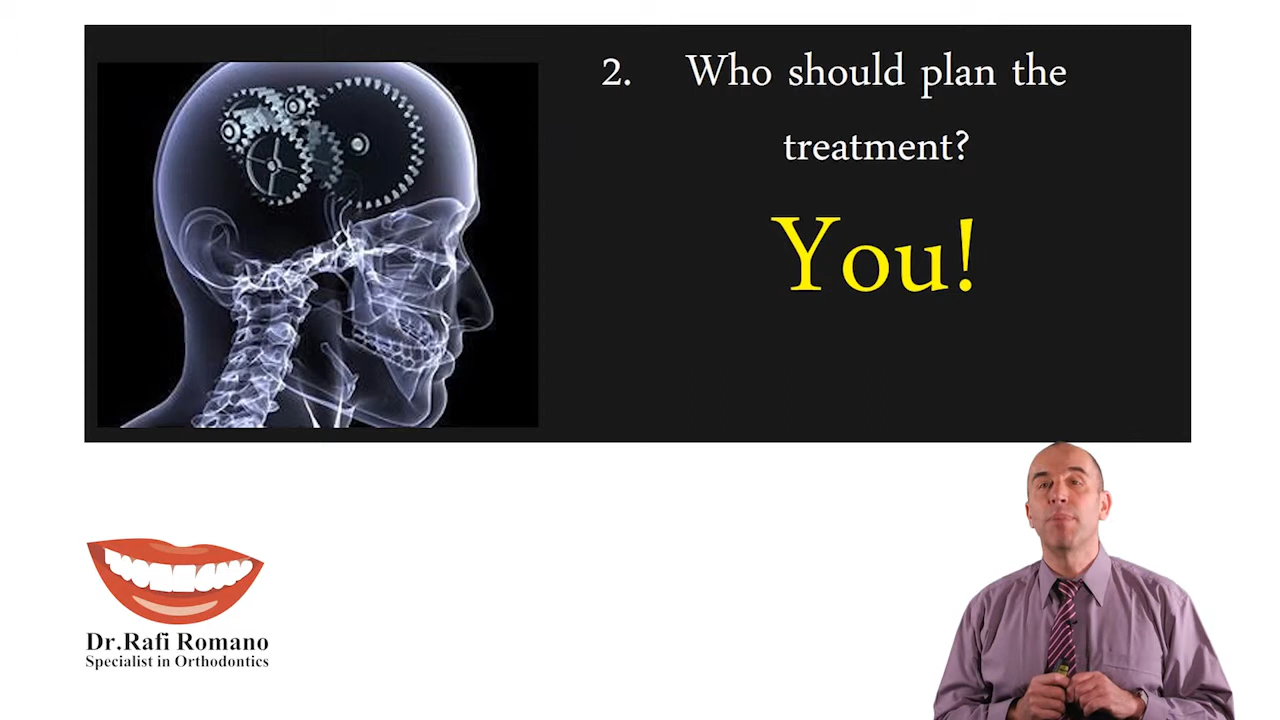 2. Who should plan the
treatment?
You!
Dr.Rafi Romano
Specialist in Orthodontics